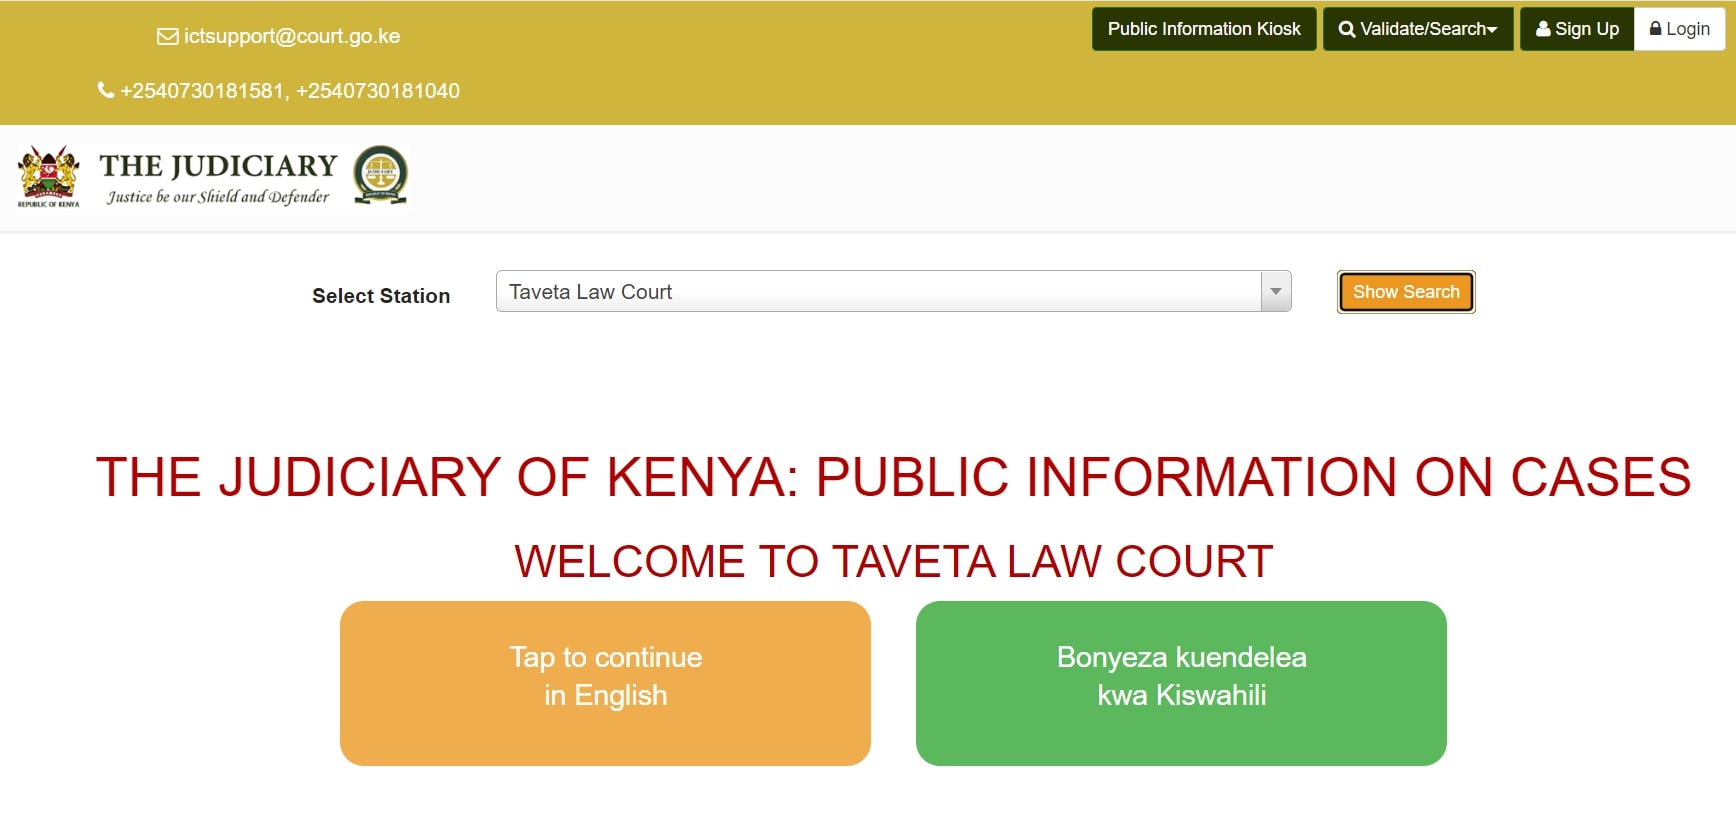 ictsupport@court.go.ke
+2540730181581, +2540730181040
Public Information Kiosk
Validate/Search
Sign Up
Login
REPUBLIC OF KENYA
THE JUDICIARY
Justice be our Shield and Defender
JUDICIARY
Select Station
Taveta Law Court
Show Search
THE JUDICIARY OF KENYA: PUBLIC INFORMATION ON CASES
WELCOME TO TAVETA LAW COURT
Tap to continue
in English
Bonyeza kuendelea
kwa Kiswahili